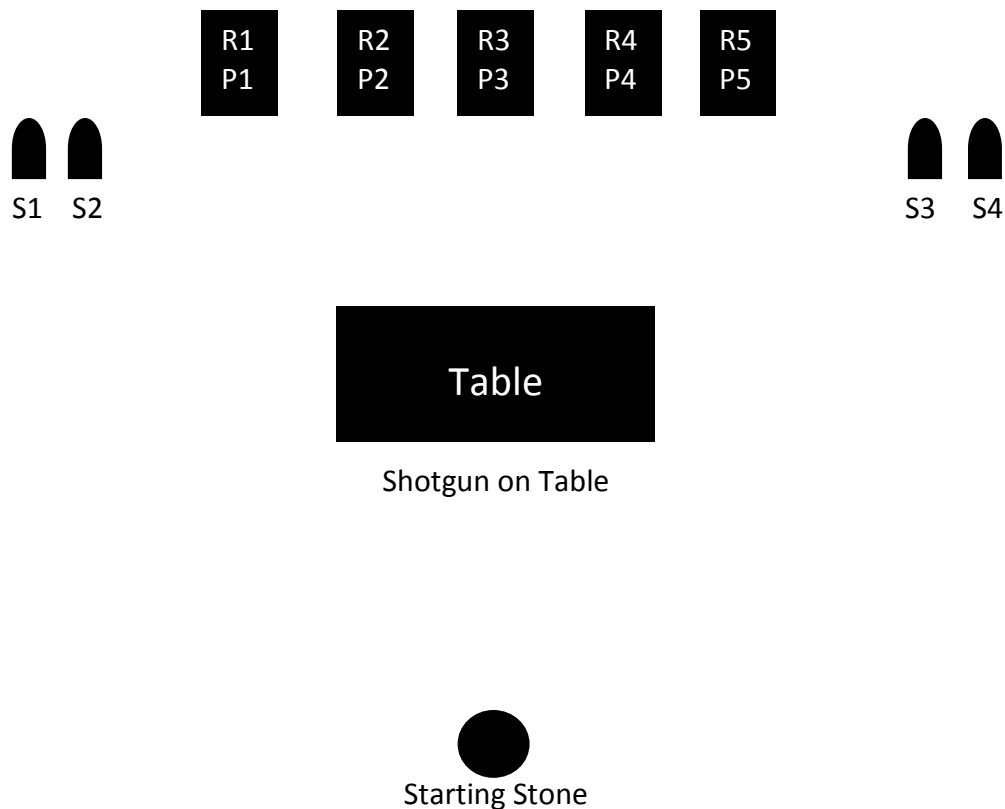 R1 R2 R3 R4 R5
P1 P2 P3 P4 P5
S1 S2 S3 S4
Table
Shotgun on Table
Starting Stone